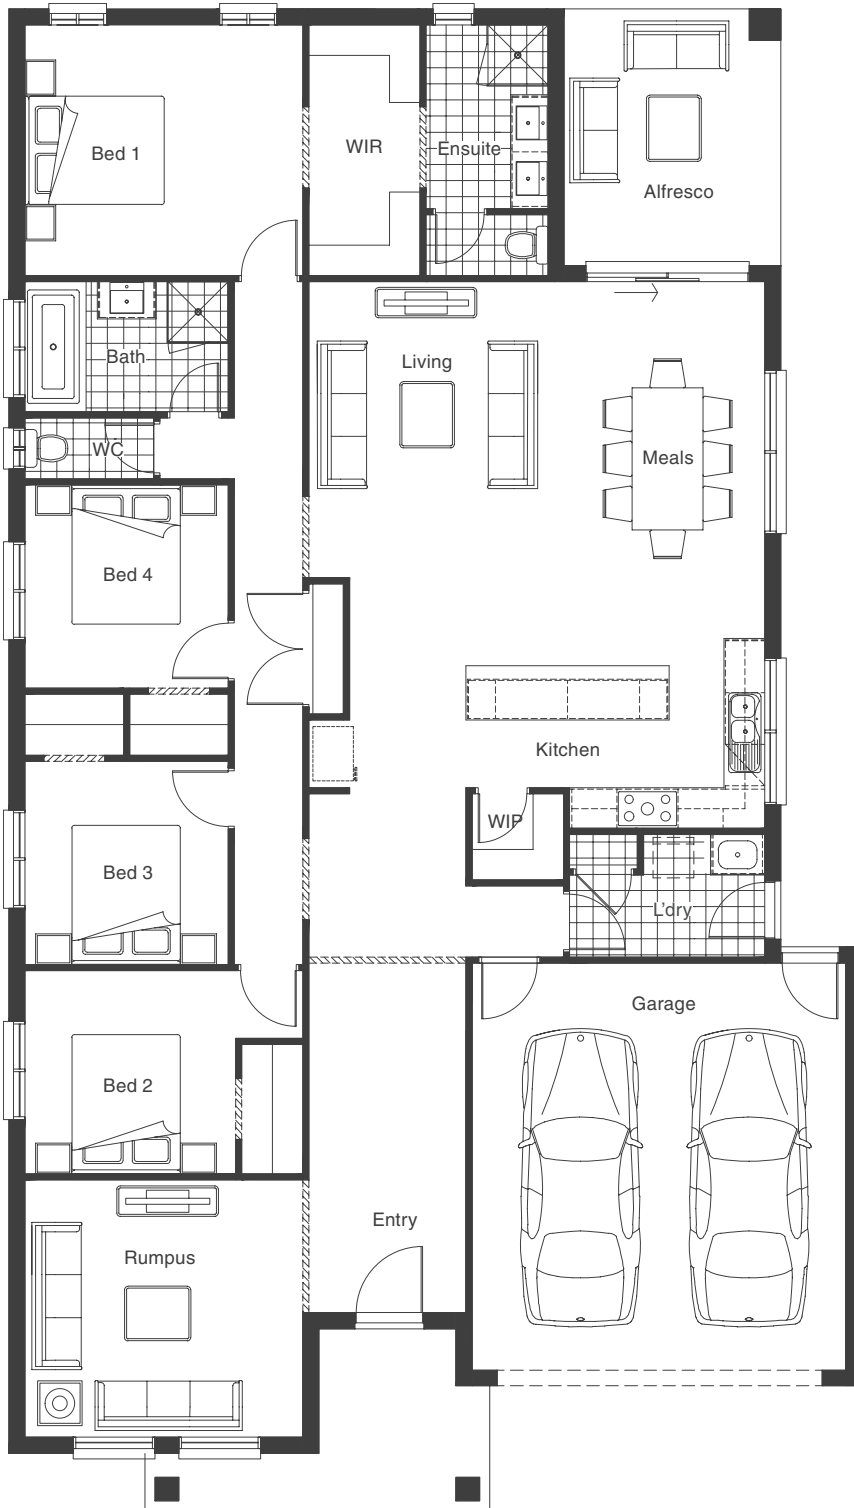 Bed 1
WIR
Ensuite
Alfresco
Bath
Living
WC
Meals
Bed 4
Kitchen
WIP
Bed 3
L'dry
Garage
Bed 2
Entry
Rumpus